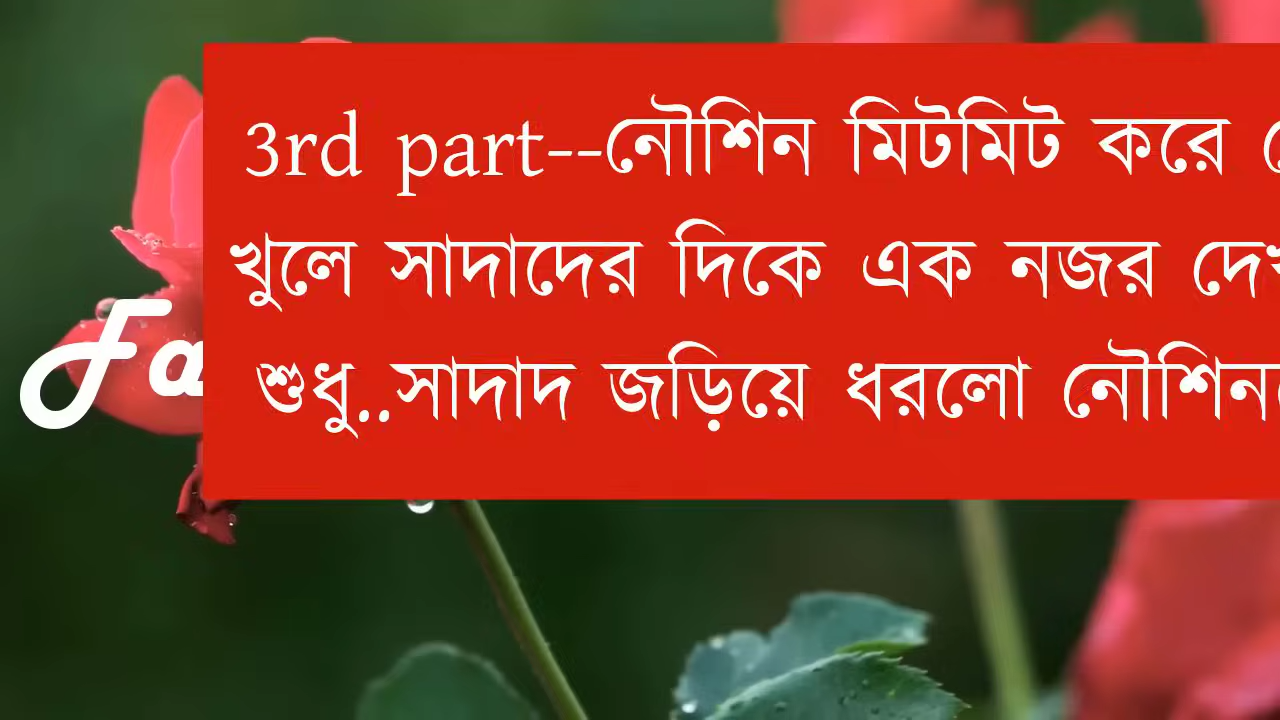 3rd part--নৌশিন মিটমিট করে
খুলে সাদাদের দিকে এক নজর
শুধু..সাদাদ জড়িয়ে ধরলো